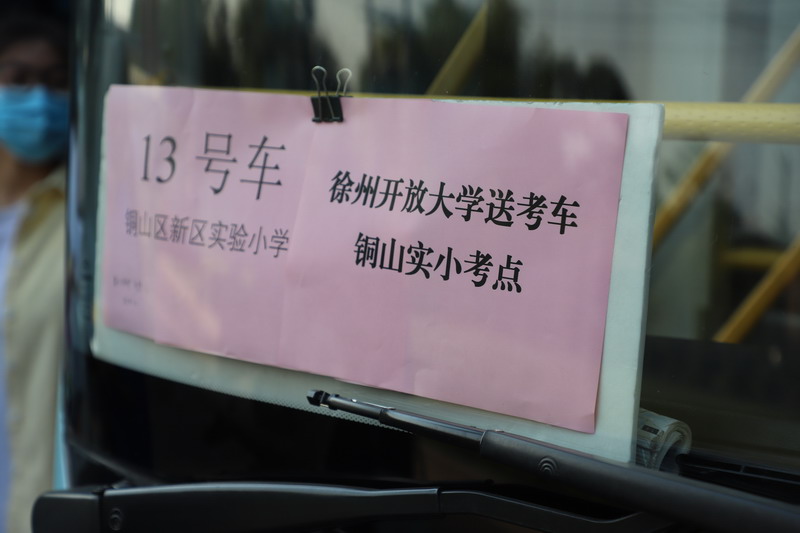 13 号车
铜山区新区实验小学
徐州开放大学送考车
铜山实小考点